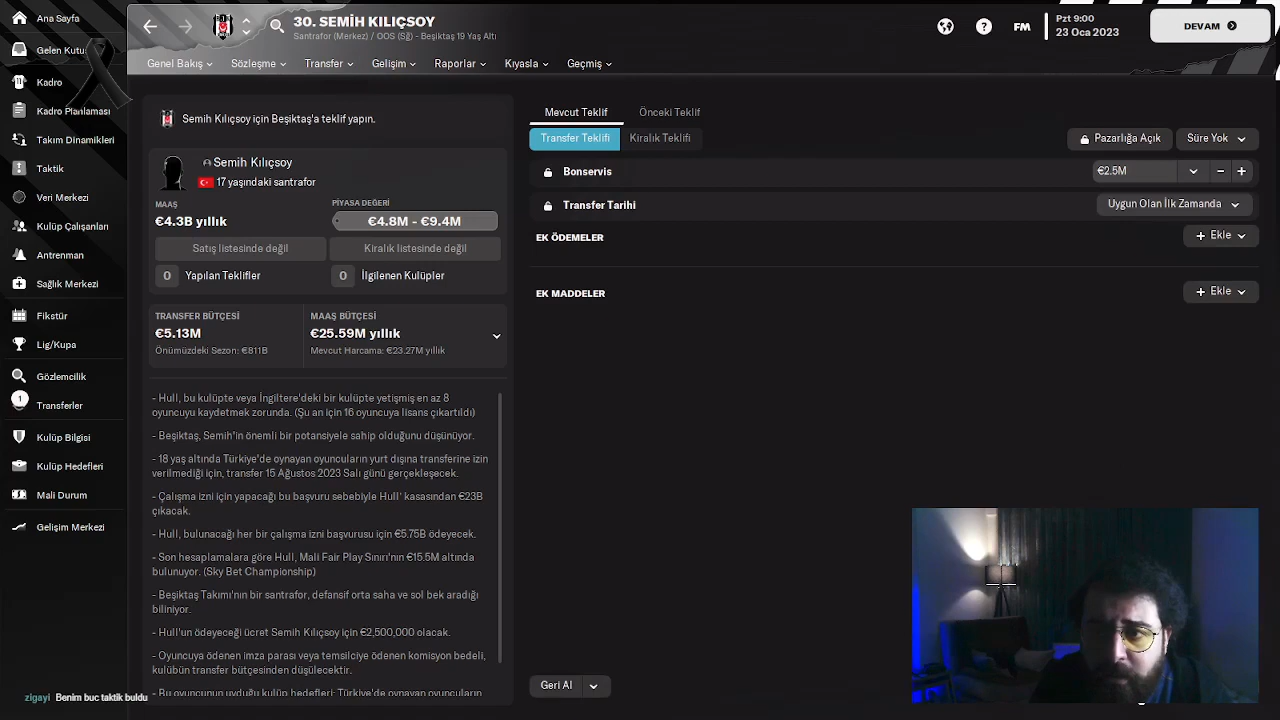 Ana Sayfa
Gelen Kutusu
Kadro
Kadro Planlaması
Takım Dinamikleri
Taktik
Veri Merkezi
Kulüp Çalışanları
Antrenman
Sağlık Merkezi
Fikstür
Lig/Kupa
Gözlemcilik
1
Transferler
Kulüp Bilgisi
Kulüp Hedefleri
Mali Durum
Gelişim Merkezi
30. SEMİH KILIÇSOY
Santrafor (Merkez) / OOS (SğS) - Beşiktaş 19 Yaş Altı
FM
Pzt 9:00
23 Oca 2023
DEVAM
Genel Bakış
Sözleşme
Transfer
Gelişim
Raporlar
Kıyasla
Geçmiş
Semih Kılıçsoy için Beşiktaş'a teklif yapın.
Semih Kılıçsoy
17 yaşındaki santrafor
MAAŞ
€4.3B yıllık
PİYASA DEĞERİ
€4.8M - €9.4M
Satış listesinde değil
Kiralık listesinde değil
0 Yapılan Teklifler
0 İlgilenen Kulüpler
TRANSFER BÜTÇESİ
€5.13M
Önümüzdeki Sezon: €811B
MAAŞ BÜTÇESİ
€25.59M yıllık
Mevcut Harcama: €23.27M yıllık
- Hull, bu kulüpte veya İngiltere'deki bir kulüpte yetişmiş en az 8
oyuncuyu kaydetmek zorunda. (Şu an için 16 oyuncuya lisans çıkartıldı)
- Beşiktaş, Semih'in önemli bir potansiyele sahip olduğunu düşünüyor.
- 18 yaş altında Türkiye'de oynayan oyuncuların yurt dışına transferine izin
verilmediği için, transfer 15 Ağustos 2023 Salı günü gerçekleşecek.
- Çalışma izni için yapacağı bu başvuru sebebiyle Hull' kasasından €23B
çıkacak.
- Hull, bulunacağı her bir çalışma izni başvurusu için €5.75B ödeyecek.
- Son hesaplamalara göre Hull, Mali Fair Play Sınırı'nın €15.5M altında
bulunuyor. (Sky Bet Championship)
- Beşiktaş Takımı'nın bir santrafor, defansif orta saha ve sol bek aradığı
biliniyor.
- Hull'un ödeyeceği ücret Semih Kılıçsoy için €2,500,000 olacak.
- Oyuncuya ödenen imza parası veya temsilciye ödenen komisyon bedeli,
kulübün transfer bütçesinden düşülecektir.
- Bu oyuncunun uyduğu kulüp hedefleri: Türkiye'de oynayan oyuncuların
Mevcut Teklif
Önceki Teklif
Transfer Teklifi
Kiralık Teklifi
Pazarlığa Açık
Süre Yok
Bonservis
€2.5M
Transfer Tarihi
Uygun Olan İlk Zamanda
EK ÖDEMELER
Ekle
EK MADDELER
Ekle
Geri Al
zigayi Benim buc taktik buldu